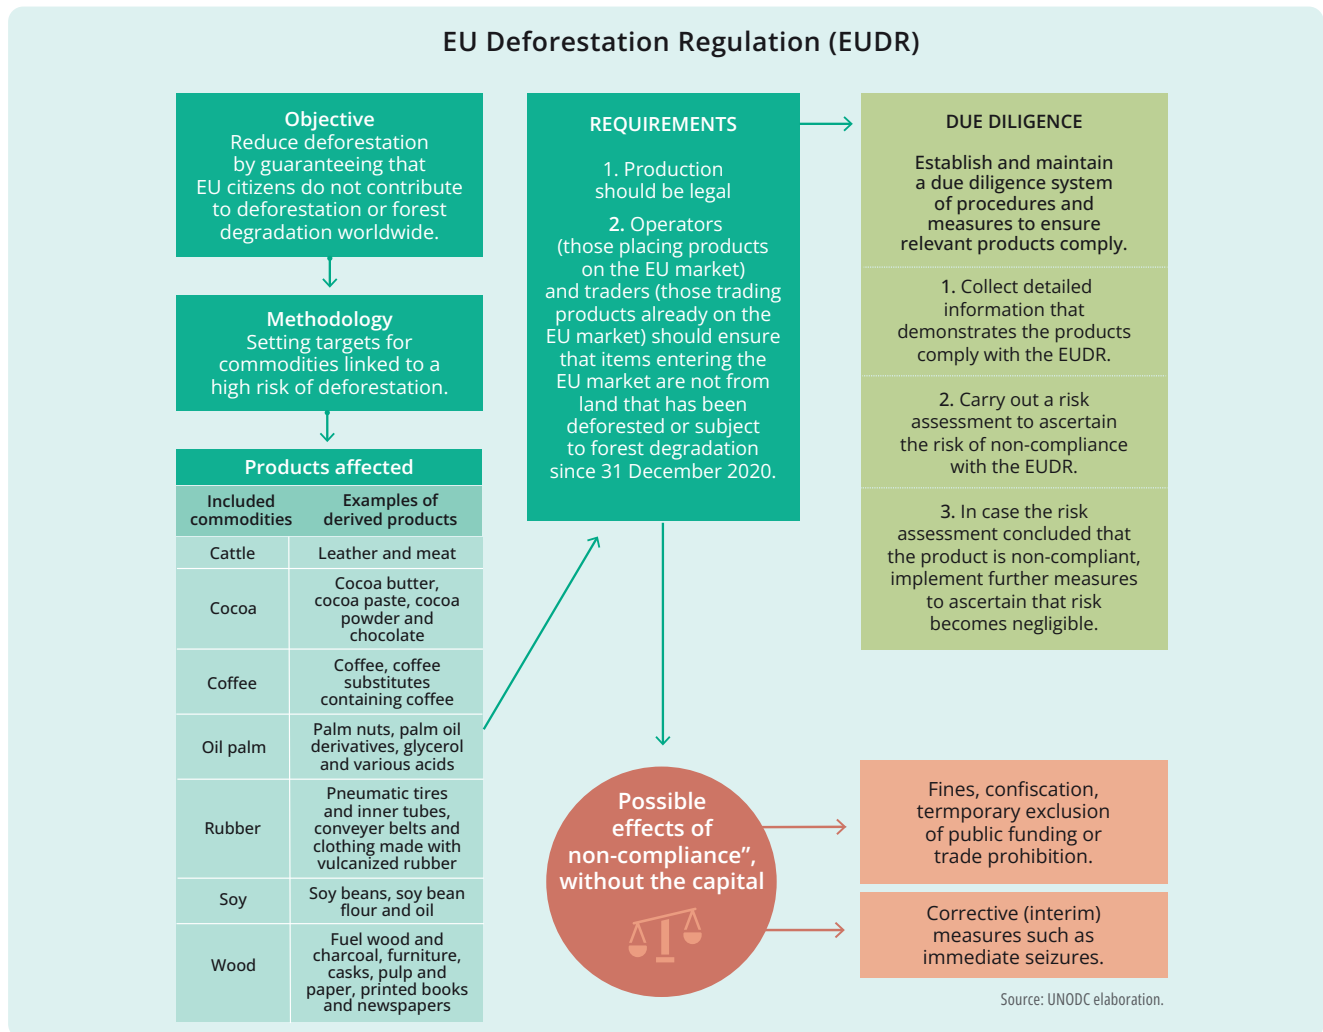 EU Deforestation Regulation (EUDR)
Objective
Reduce deforestation
by guaranteeing that
EU citizens do not contribute
to deforestation or forest
degradation worldwide.
Methodology
Setting targets for
commodities linked to a
high risk of deforestation.
Products affected
Included
commodities
Examples of
derived products
Cattle
Leather and meat
Cocoa
Cocoa butter,
cocoa paste, cocoa
powder and
chocolate
Coffee
Coffee, coffee
substitutes
containing coffee
Oil palm
Palm nuts, palm oil
derivatives, glycerol
and various acids
Rubber
Pneumatic tires
and inner tubes,
conveyer belts and
clothing made with
vulcanized rubber
Soy
Soy beans, soy bean
flour and oil
Wood
Fuel wood and
charcoal, furniture,
casks, pulp and
paper, printed books
and newspapers
REQUIREMENTS
1. Production
should be legal
2. Operators
(those placing products
on the EU market)
and traders (those trading
products already on the
EU market) should ensure
that items entering the
EU market are not from
land that has been
deforested or subject
to forest degradation
since 31 December 2020.
DUE DILIGENCE
Establish and maintain
a due diligence system
of procedures and
measures to ensure
relevant products comply.
1. Collect detailed
information that
demonstrates the products
comply with the EUDR.
2. Carry out a risk
assessment to ascertain
the risk of non-compliance
with the EUDR.
3. In case the risk
assessment concluded that
the product is non-compliant,
implement further measures
to ascertain that risk
becomes negligible.
Possible
effects of
non-compliance”,
without the capital
Fines, confiscation,
termporary exclusion
of public funding or
trade prohibition.
Corrective (interim)
measures such as
immediate seizures.
Source: UNODC elaboration.